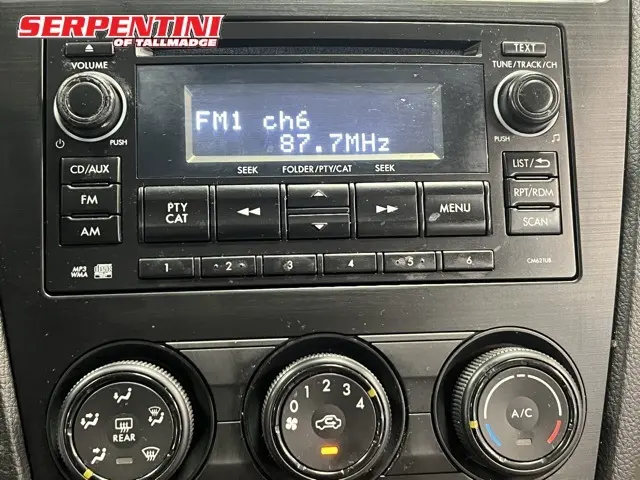 SERPENTINI
OF TALLMADGE
TEXT
VOLUME
TUNE/TRACK/CH
FM1 ch6
87.7MHz
PUSH
PUSH
SEEK FOLDER/PTY/CAT SEEK
CD/AUX
FM
AM
PTY
CAT
MENU
LIST/
RPT/RDM
SCAN
MP3
WMA
1 2 3 4 5 6
CM621UB
REAR
0 1 2 3 4
A/C